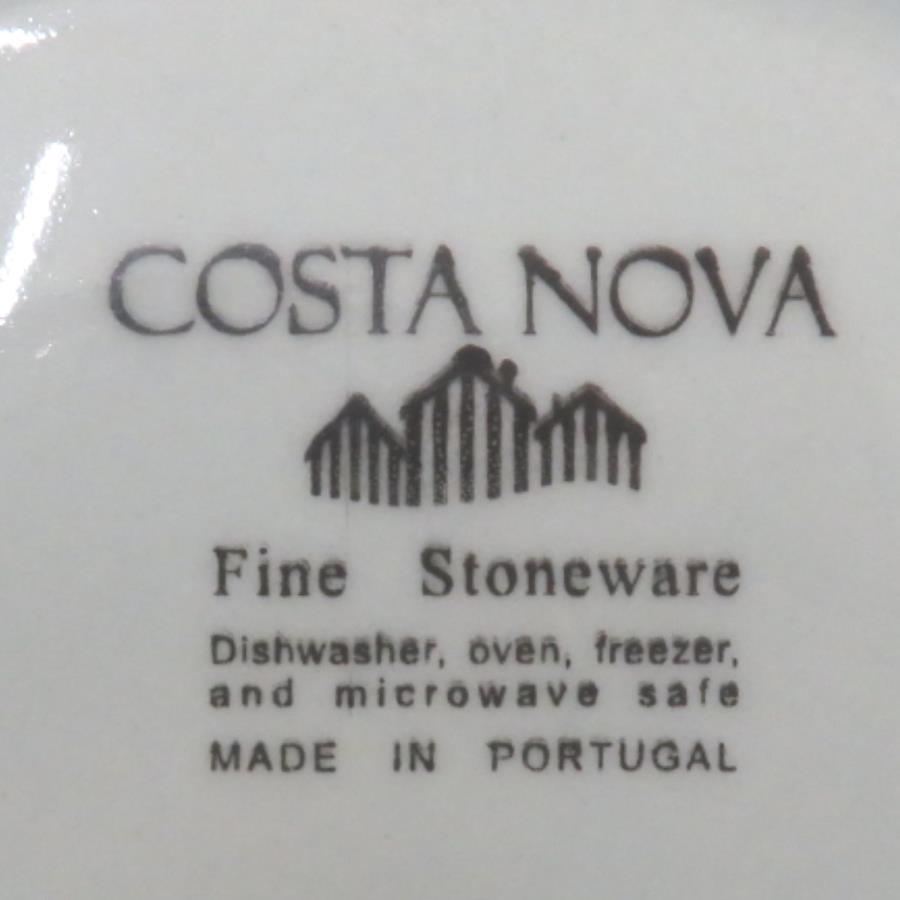 COSTA NOVA
Fine Stoneware
Dishwasher, oven, freezer,
and microwave safe
MADE IN PORTUGAL